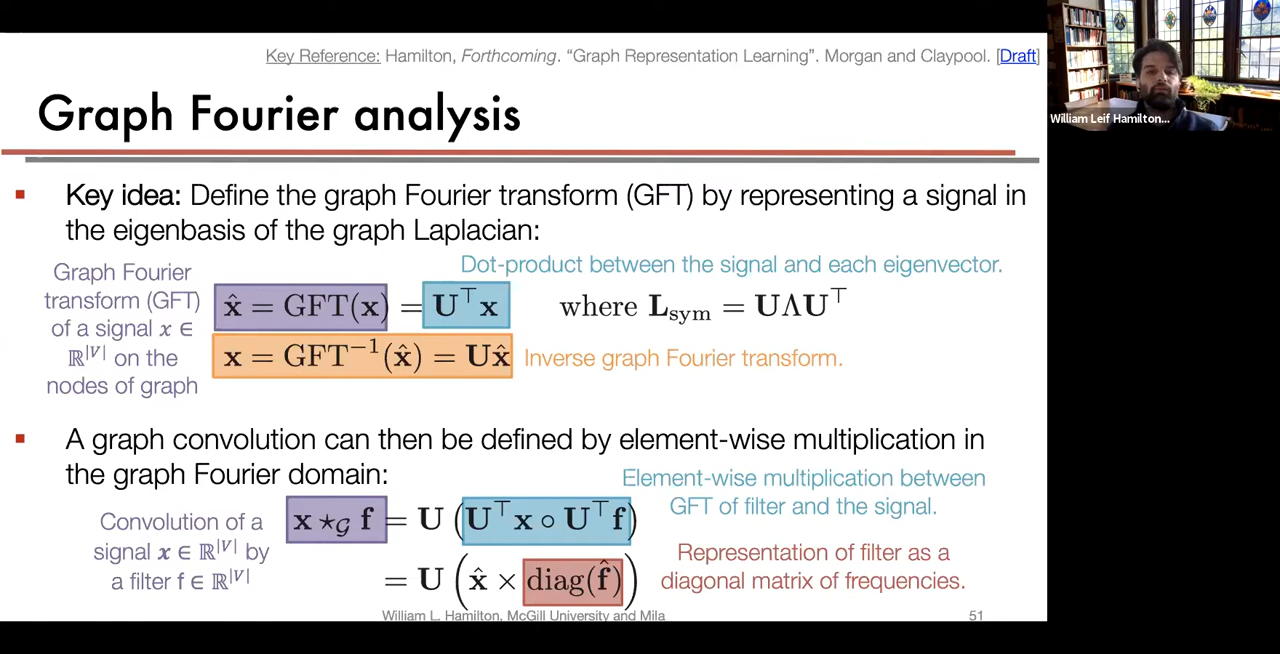 Key Reference: Hamilton, Forthcoming. “Graph Representation Learning”. Morgan and Claypool. [Draft]
William Leif Hamilton...
Graph Fourier analysis
▪ Key idea: Define the graph Fourier transform (GFT) by representing a signal in
the eigenbasis of the graph Laplacian:
Dot-product between the signal and each eigenvector.
Graph Fourier
transform (GFT)
of a signal x ∈
ℝ^|V| on the
nodes of graph
x̂ = GFT(x) = U⊤x where L_sym = UΛU⊤
x = GFT⁻¹(x̂) = Ux̂ Inverse graph Fourier transform.
▪ A graph convolution can then be defined by element-wise multiplication in
the graph Fourier domain:
Element-wise multiplication between
GFT of filter and the signal.
Convolution of a
signal x ∈ ℝ^|V| by
a filter f ∈ ℝ^|V|
x ⋆_G f = U (U⊤x ∘ U⊤f)
= U (x̂ × diag(f̂))
Representation of filter as a
diagonal matrix of frequencies.
William L. Hamilton, McGill University and Mila
51